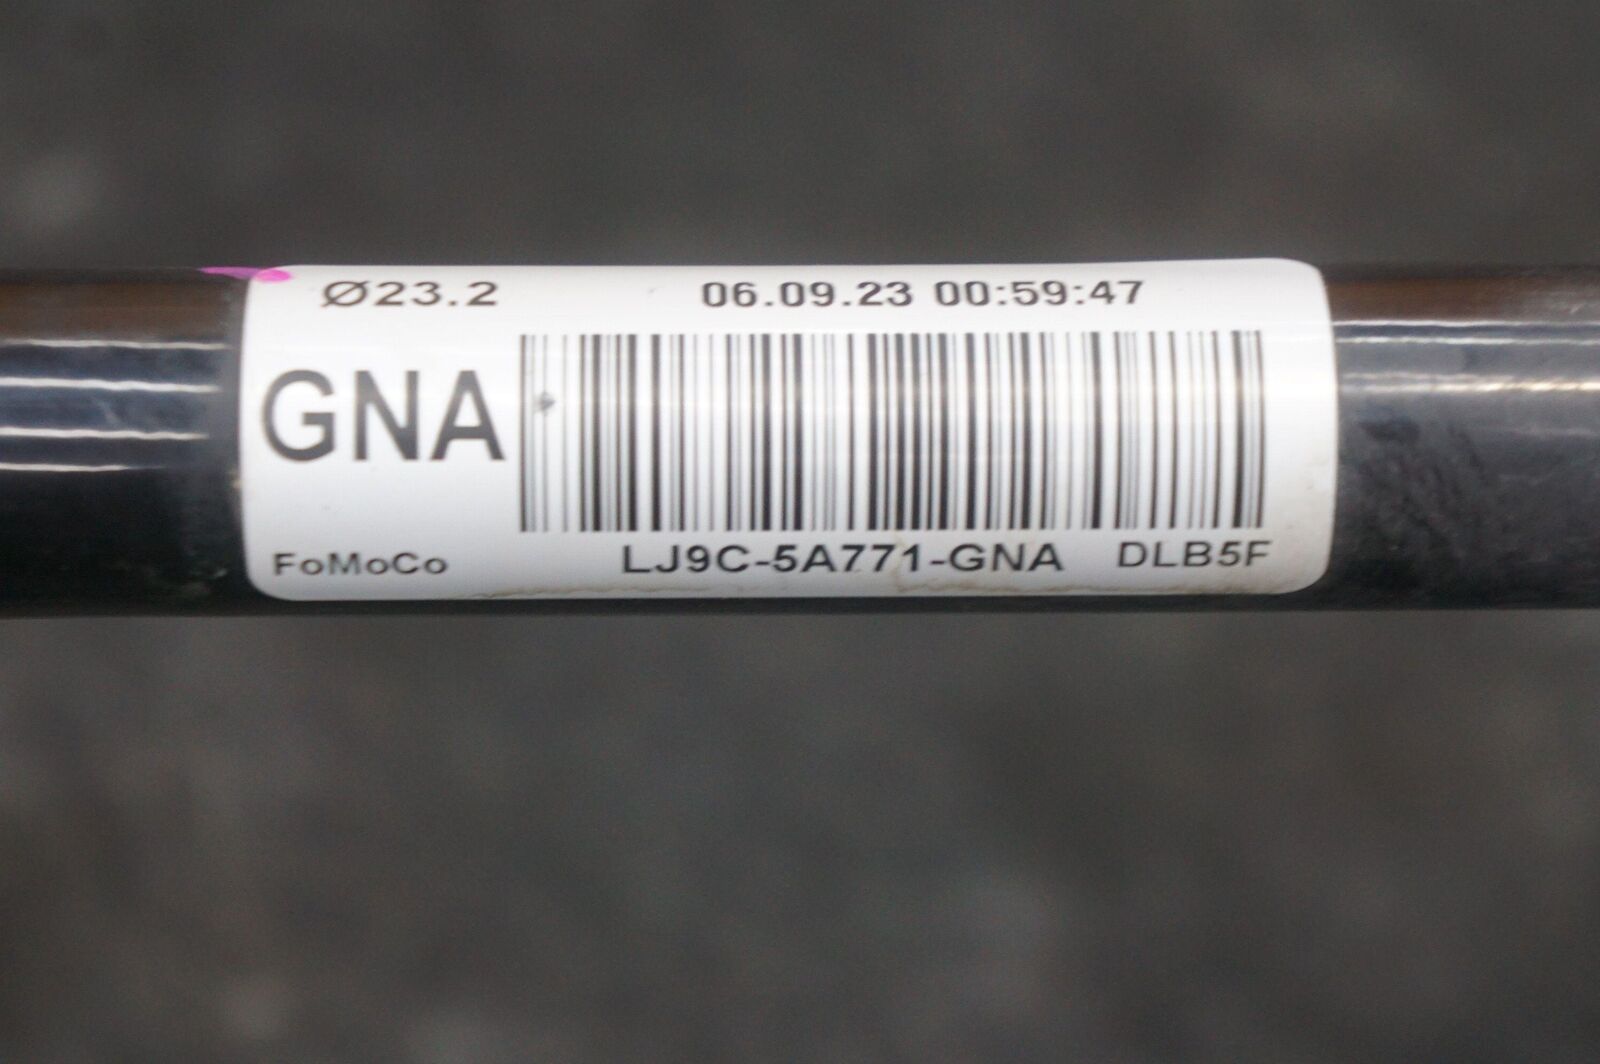 Ø23.2 06.09.23 00:59:47
GNA
FoMoCo LJ9C-5A771-GNA DLB5F